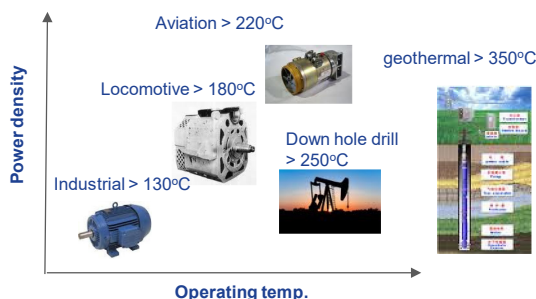 Aviation > 220°C
geothermal > 350°C
Locomotive > 180°C
Down hole drill
> 250°C
Industrial > 130°C
Power density
Operating temp.